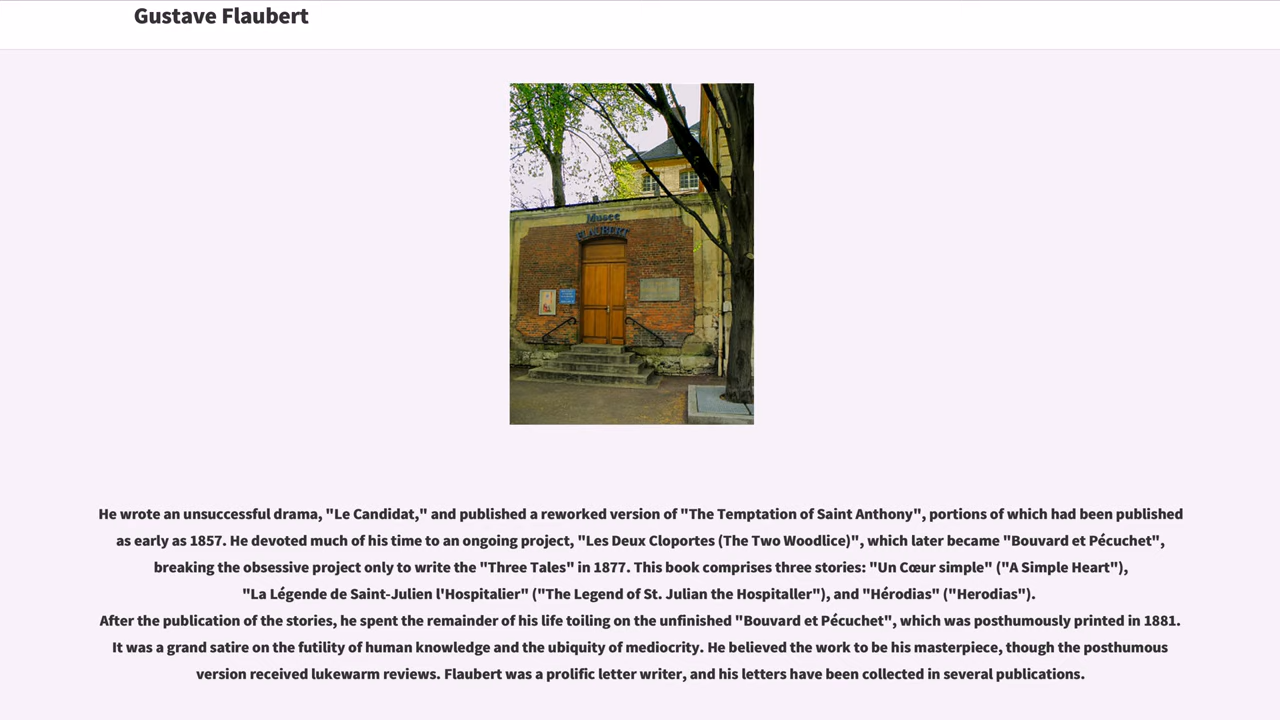 Gustave Flaubert
Musée
FLAUBERT
He wrote an unsuccessful drama, "Le Candidat," and published a reworked version of "The Temptation of Saint Anthony", portions of which had been published
as early as 1857. He devoted much of his time to an ongoing project, "Les Deux Cloportes (The Two Woodlice)", which later became "Bouvard et Pécuchet",
breaking the obsessive project only to write the "Three Tales" in 1877. This book comprises three stories: "Un Cœur simple" ("A Simple Heart"),
"La Légende de Saint-Julien l'Hospitalier" ("The Legend of St. Julian the Hospitaller"), and "Hérodias" ("Herodias").
After the publication of the stories, he spent the remainder of his life toiling on the unfinished "Bouvard et Pécuchet", which was posthumously printed in 1881.
It was a grand satire on the futility of human knowledge and the ubiquity of mediocrity. He believed the work to be his masterpiece, though the posthumous
version received lukewarm reviews. Flaubert was a prolific letter writer, and his letters have been collected in several publications.